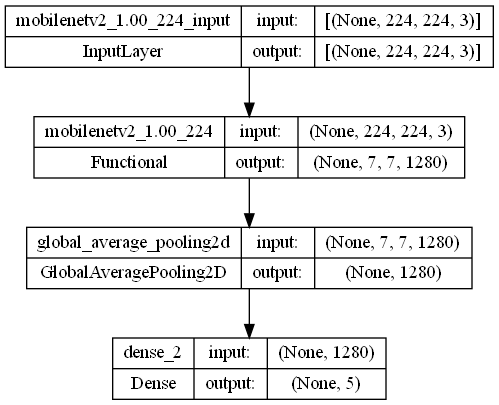 mobilenetv2_1.00_224_input input: [(None, 224, 224, 3)]
InputLayer output: [(None, 224, 224, 3)]
mobilenetv2_1.00_224 input: (None, 224, 224, 3)
Functional output: (None, 7, 7, 1280)
global_average_pooling2d input: (None, 7, 7, 1280)
GlobalAveragePooling2D output: (None, 1280)
dense_2 input: (None, 1280)
Dense output: (None, 5)